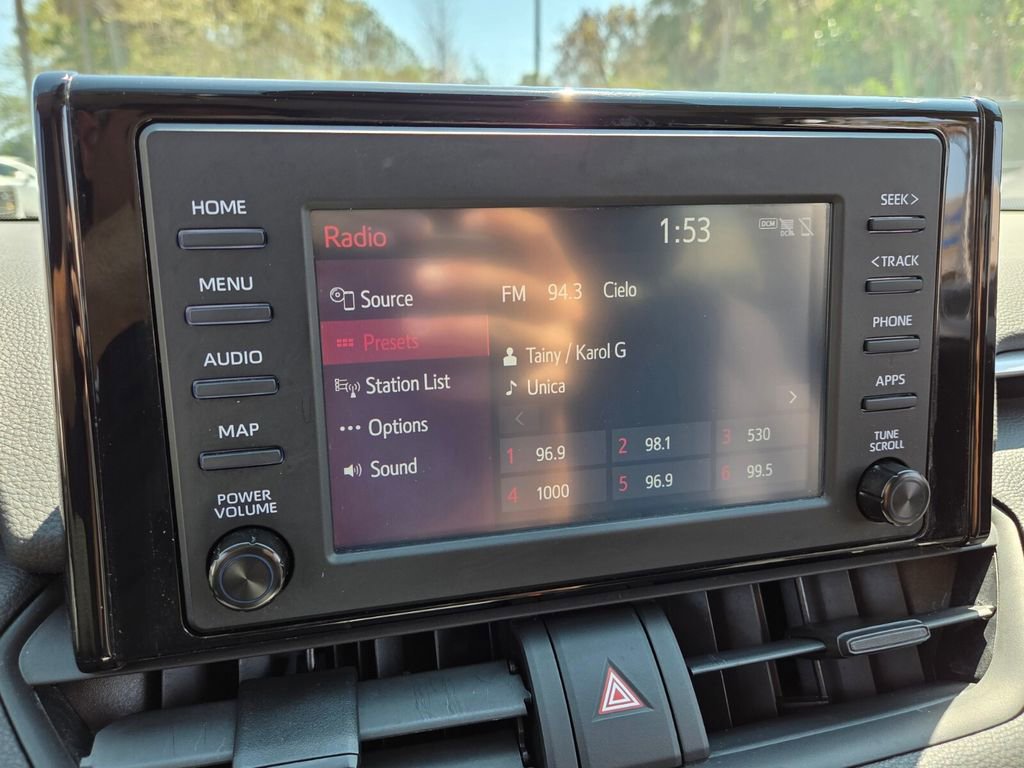 HOME
MENU
AUDIO
MAP
POWER
VOLUME
Radio
1:53
DCM
DCM
Source
Presets
Station List
Options
Sound
FM 94.3 Cielo
Tainy / Karol G
Unica
1 96.9
2 98.1
3 530
4 1000
5 96.9
6 99.5
SEEK >
< TRACK
PHONE
APPS
TUNE
SCROLL